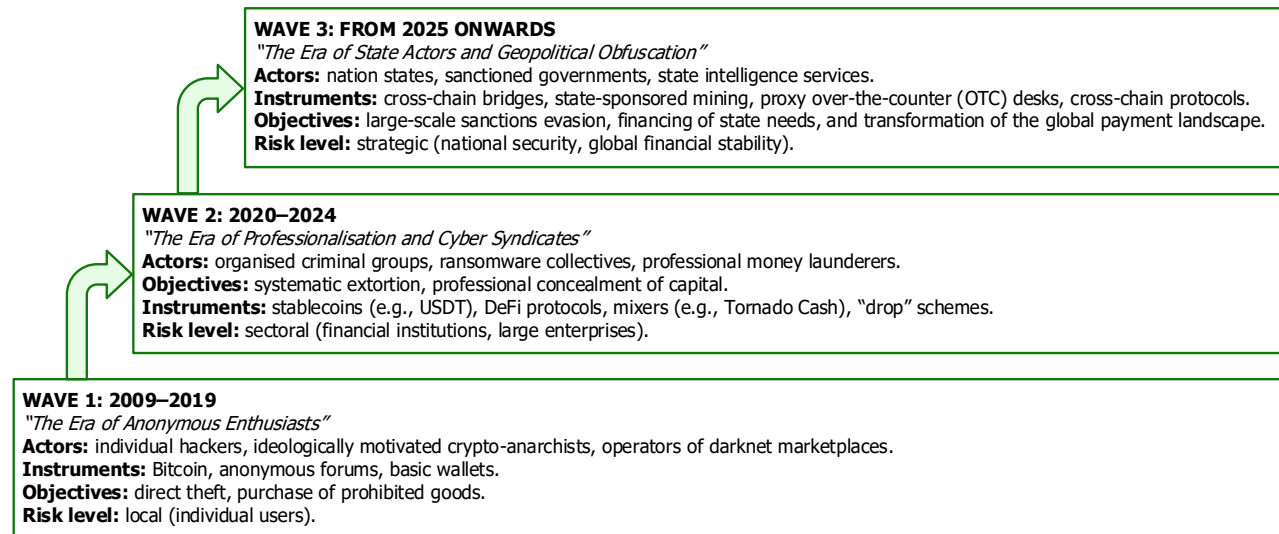 WAVE 3: FROM 2025 ONWARDS
“The Era of State Actors and Geopolitical Obfuscation”
Actors: nation states, sanctioned governments, state intelligence services.
Instruments: cross-chain bridges, state-sponsored mining, proxy over-the-counter (OTC) desks, cross-chain protocols.
Objectives: large-scale sanctions evasion, financing of state needs, and transformation of the global payment landscape.
Risk level: strategic (national security, global financial stability).
WAVE 2: 2020–2024
“The Era of Professionalisation and Cyber Syndicates”
Actors: organised criminal groups, ransomware collectives, professional money launderers.
Objectives: systematic extortion, professional concealment of capital.
Instruments: stablecoins (e.g., USDT), DeFi protocols, mixers (e.g., Tornado Cash), “drop” schemes.
Risk level: sectoral (financial institutions, large enterprises).
WAVE 1: 2009–2019
“The Era of Anonymous Enthusiasts”
Actors: individual hackers, ideologically motivated crypto-anarchists, operators of darknet marketplaces.
Instruments: Bitcoin, anonymous forums, basic wallets.
Objectives: direct theft, purchase of prohibited goods.
Risk level: local (individual users).